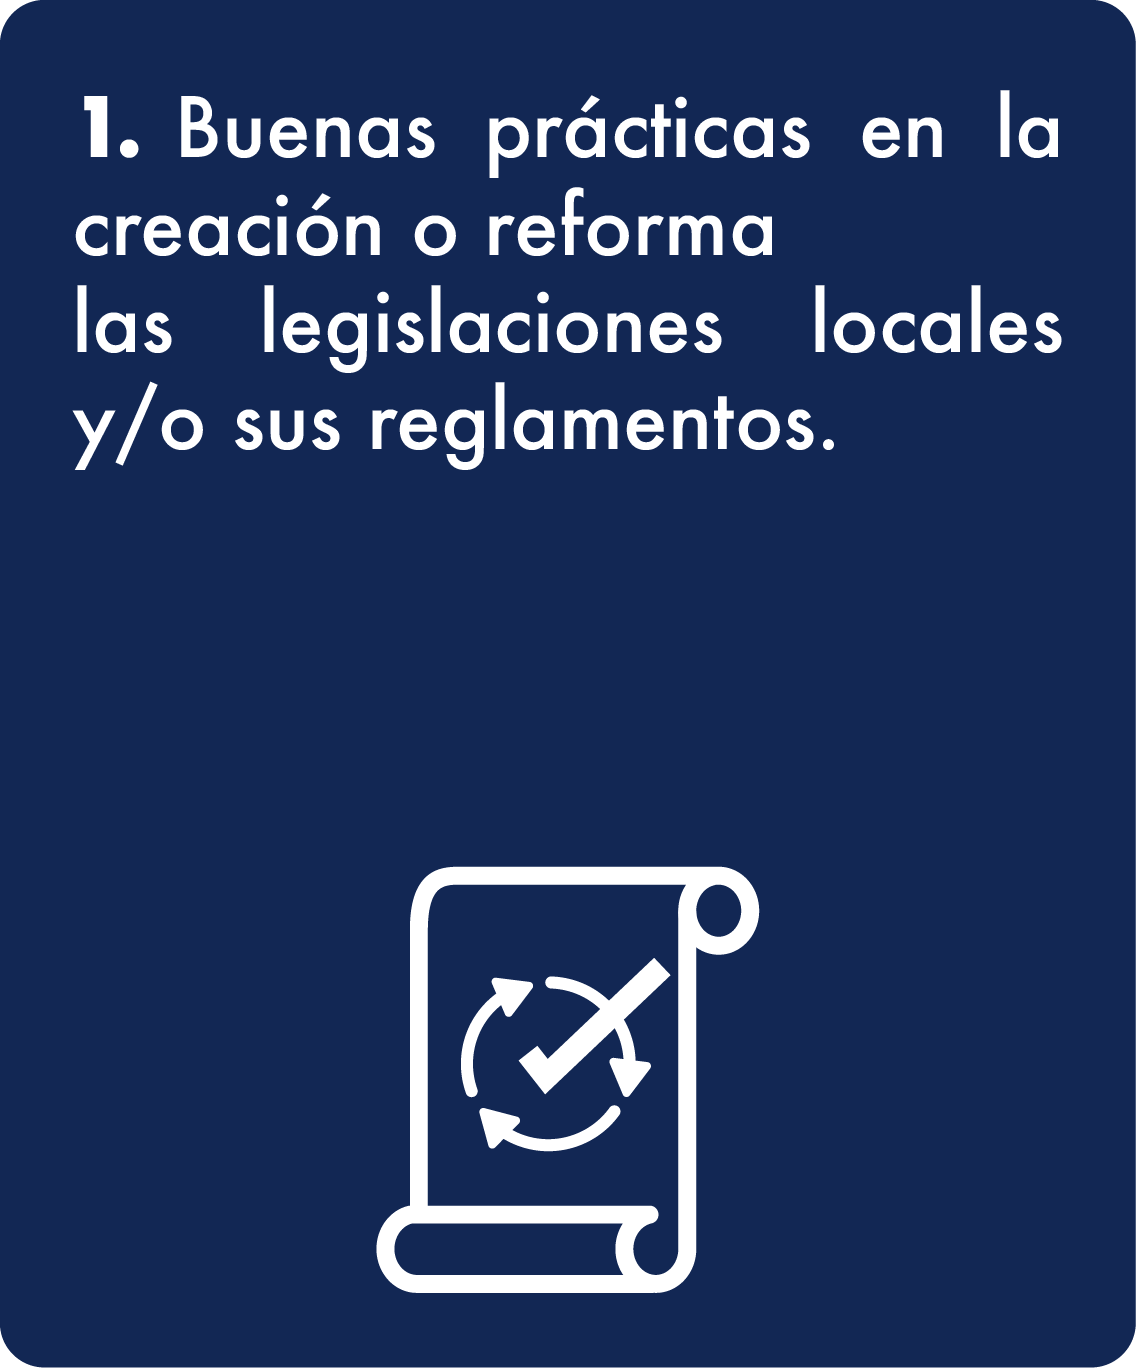 1. Buenas prácticas en la
creación o reforma
las legislaciones locales
y/o sus reglamentos.